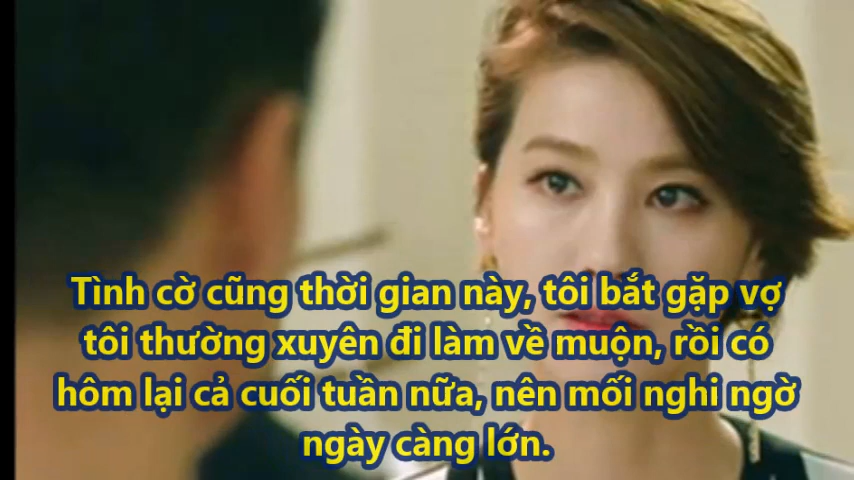 Tình cờ cũng thời gian này, tôi bắt gặp vợ
tôi thường xuyên đi làm về muộn, rồi có
hôm lại cả cuối tuần nữa, nên mối nghi ngờ
ngày càng lớn.